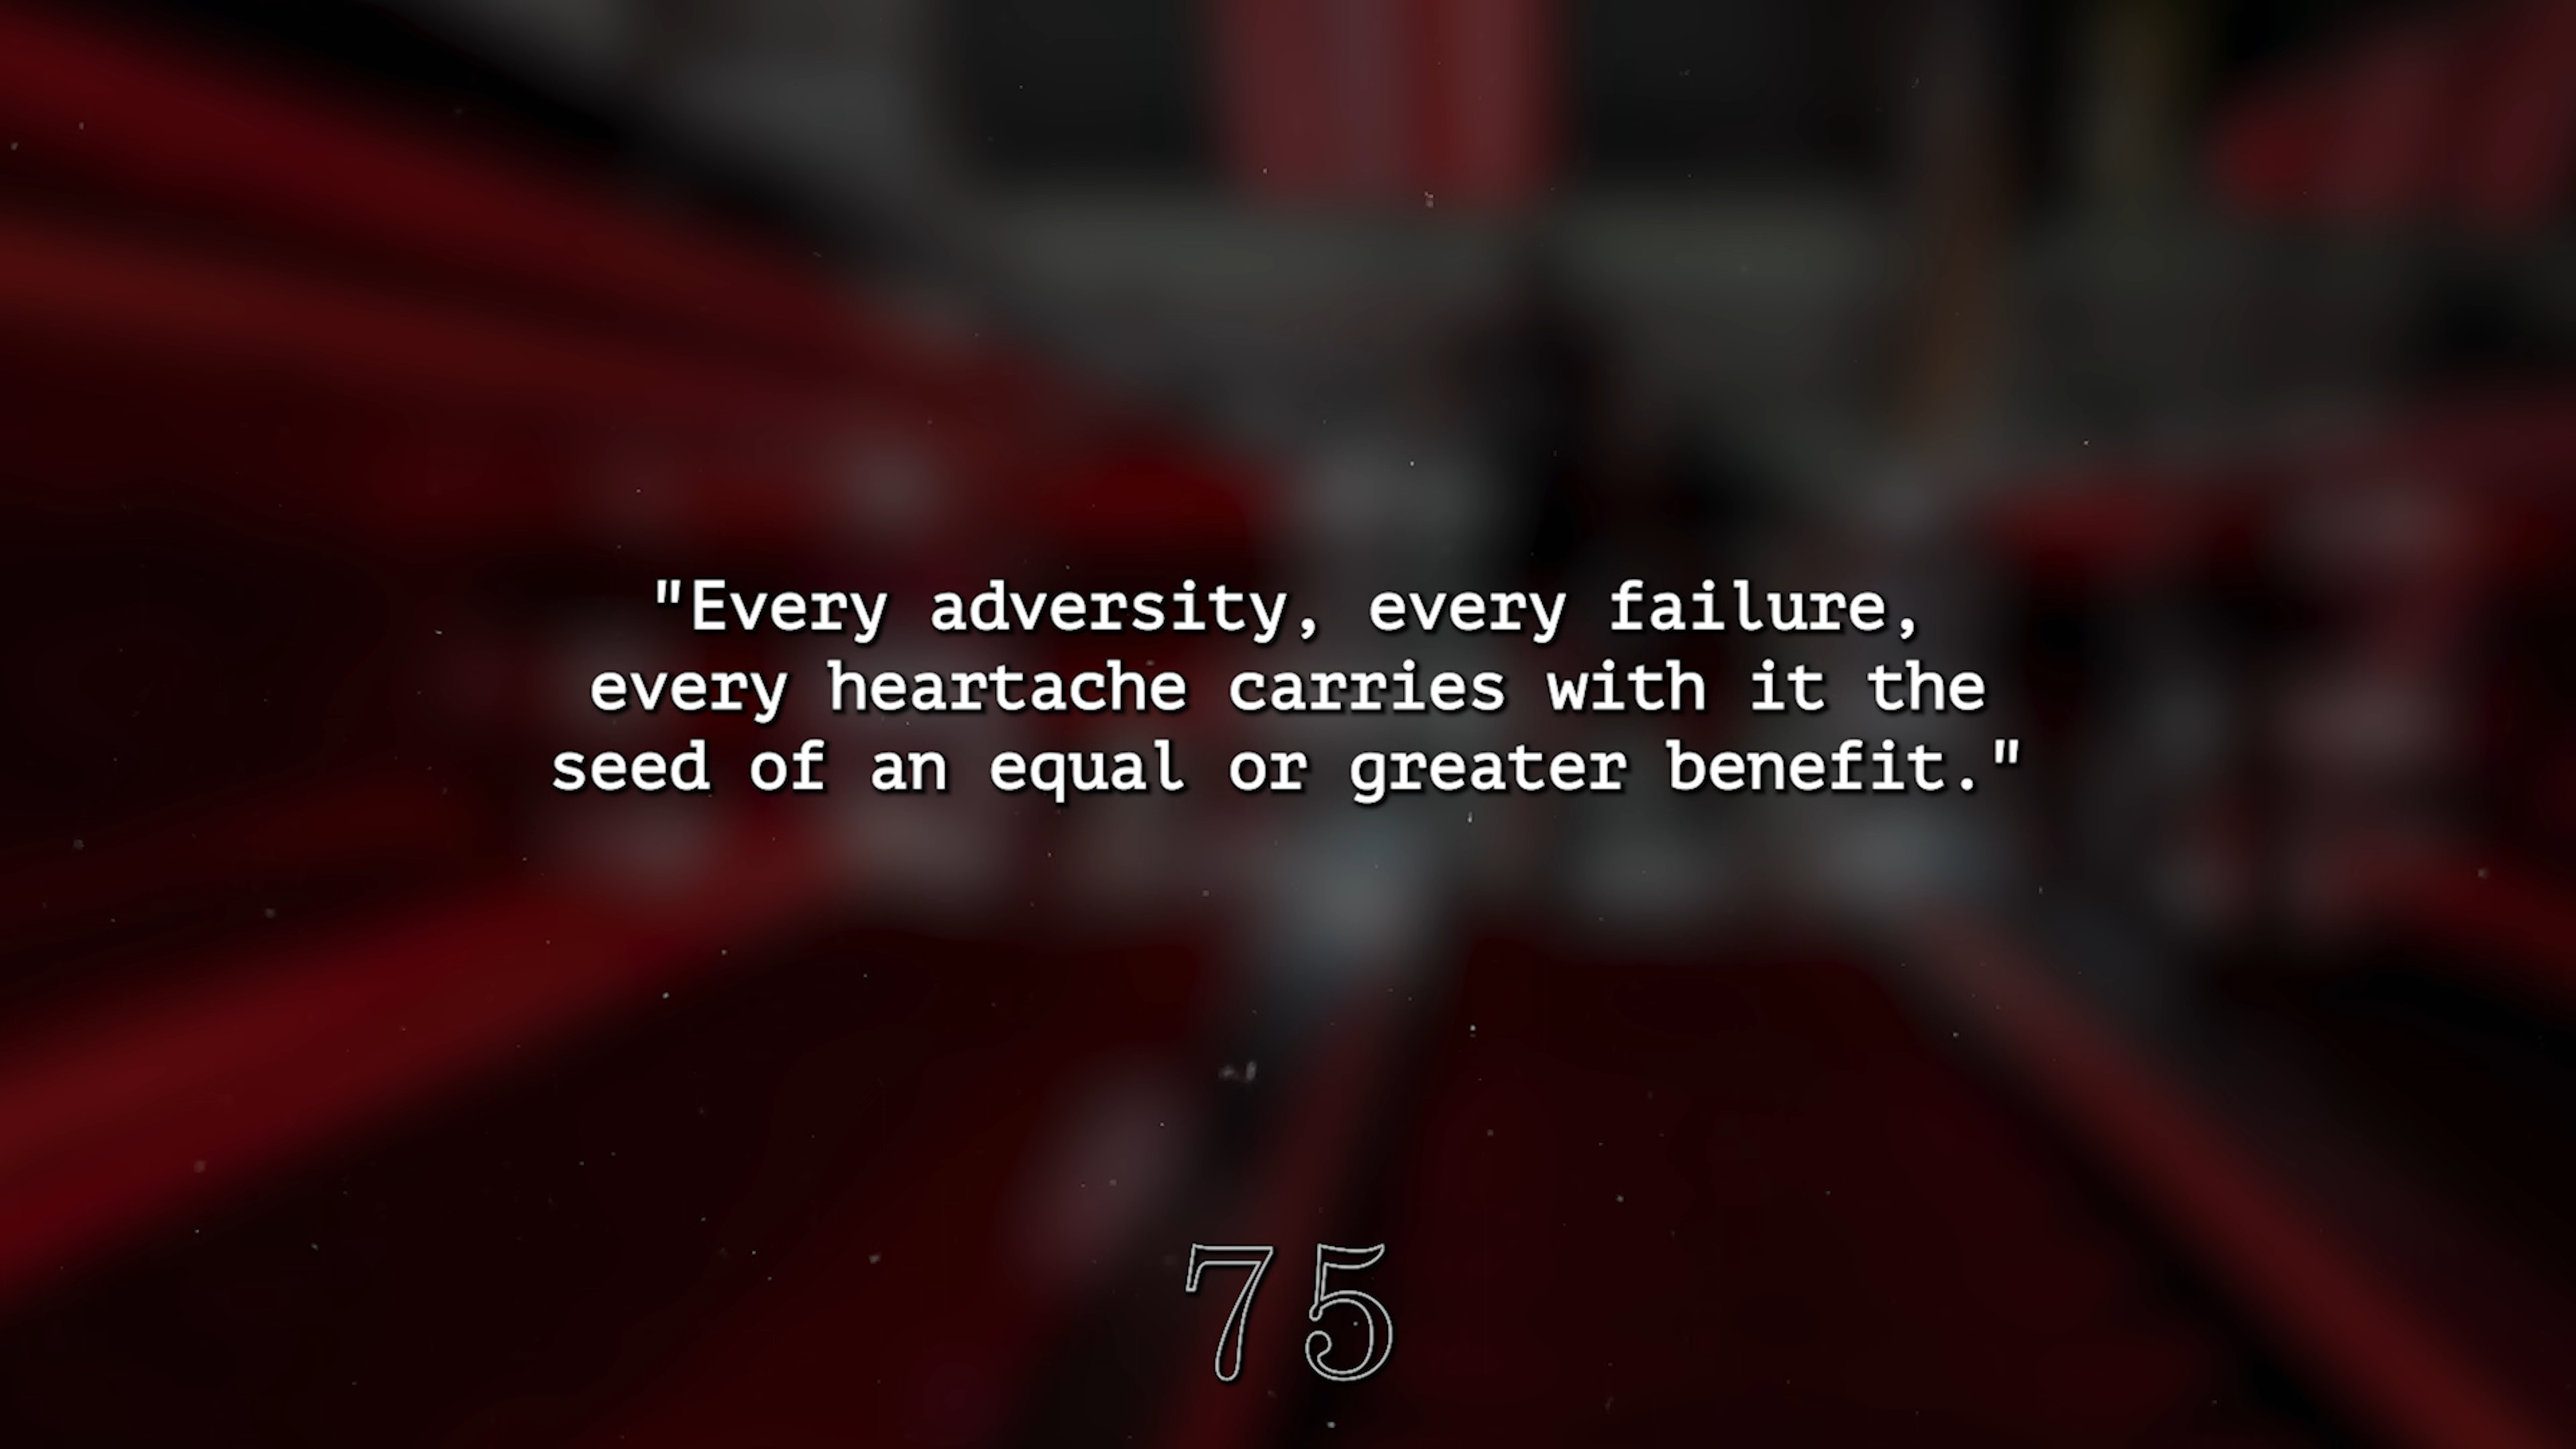 "Every adversity, every failure,
every heartache carries with it the
seed of an equal or greater benefit."
75